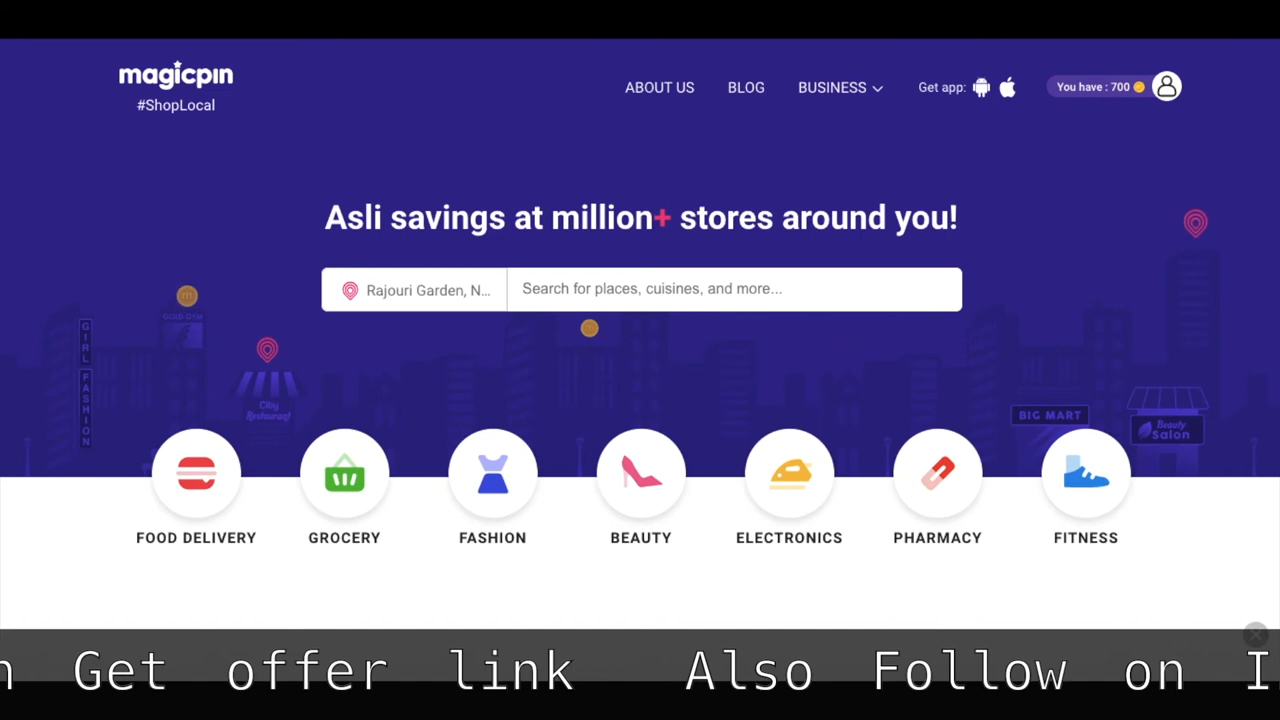 magicpin
#ShopLocal
ABOUT US
BLOG
BUSINESS
Get app:
You have : 700
Asli savings at million+ stores around you!
Rajouri Garden, N...
Search for places, cuisines, and more...
m
GOLD GYM
GIRL FASHION
City
Restaurant
BIG MART
Beauty
Salon
FOOD DELIVERY
GROCERY
FASHION
BEAUTY
ELECTRONICS
PHARMACY
FITNESS
n Get offer link Also Follow on I